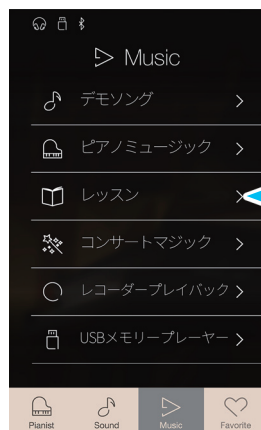 Music
デモソング
ピアノミュージック
レッスン
コンサートマジック
レコーダープレイバック
USBメモリープレーヤー
Pianist Sound Music Favorite